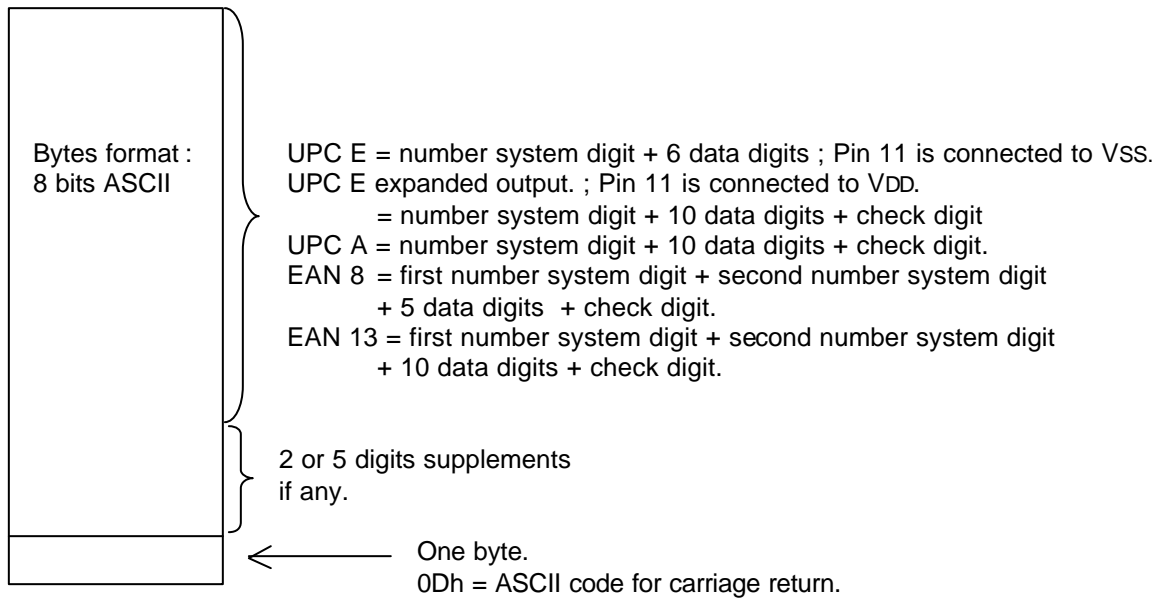 Bytes format :
8 bits ASCII
UPC E = number system digit + 6 data digits ; Pin 11 is connected to VSS.
UPC E expanded output. ; Pin 11 is connected to VDD.
= number system digit + 10 data digits + check digit
UPC A = number system digit + 10 data digits + check digit.
EAN 8 = first number system digit + second number system digit
+ 5 data digits + check digit.
EAN 13 = first number system digit + second number system digit
+ 10 data digits + check digit.
2 or 5 digits supplements
if any.
One byte.
0Dh = ASCII code for carriage return.